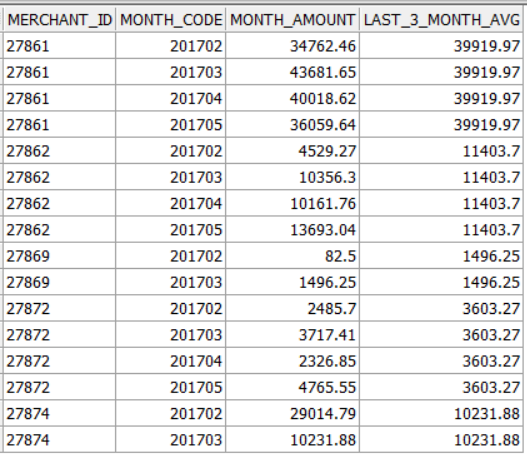 MERCHANT_ID MONTH_CODE MONTH_AMOUNT LAST_3_MONTH_AVG
27861 201702 34762.46 39919.97
27861 201703 43681.65 39919.97
27861 201704 40018.62 39919.97
27861 201705 36059.64 39919.97
27862 201702 4529.27 11403.7
27862 201703 10356.3 11403.7
27862 201704 10161.76 11403.7
27862 201705 13693.04 11403.7
27869 201702 82.5 1496.25
27869 201703 1496.25 1496.25
27872 201702 2485.7 3603.27
27872 201703 3717.41 3603.27
27872 201704 2326.85 3603.27
27872 201705 4765.55 3603.27
27874 201702 29014.79 10231.88
27874 201703 10231.88 10231.88